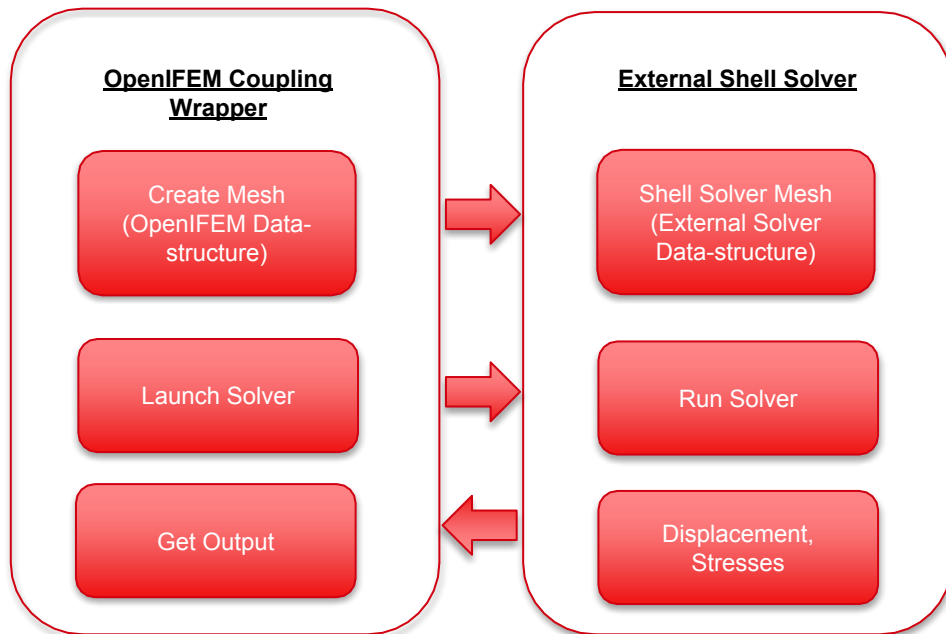 OpenIFEM Coupling
Wrapper
Create Mesh
(OpenIFEM Data-
structure)
Launch Solver
Get Output
External Shell Solver
Shell Solver Mesh
(External Solver
Data-structure)
Run Solver
Displacement,
Stresses